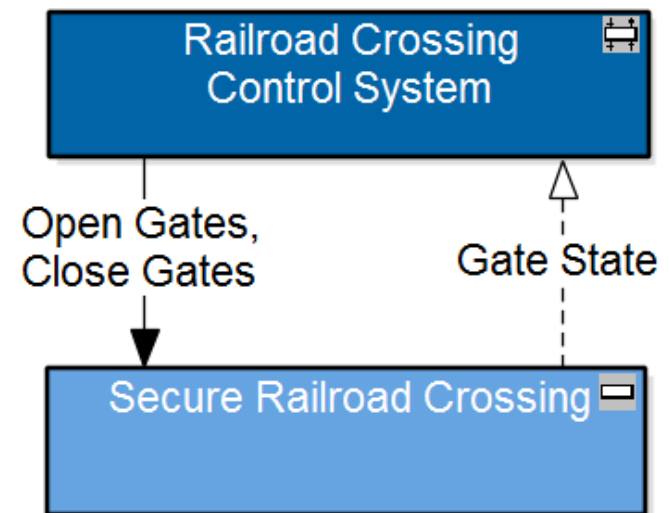 Railroad Crossing
Control System
Open Gates,
Close Gates
Gate State
Secure Railroad Crossing